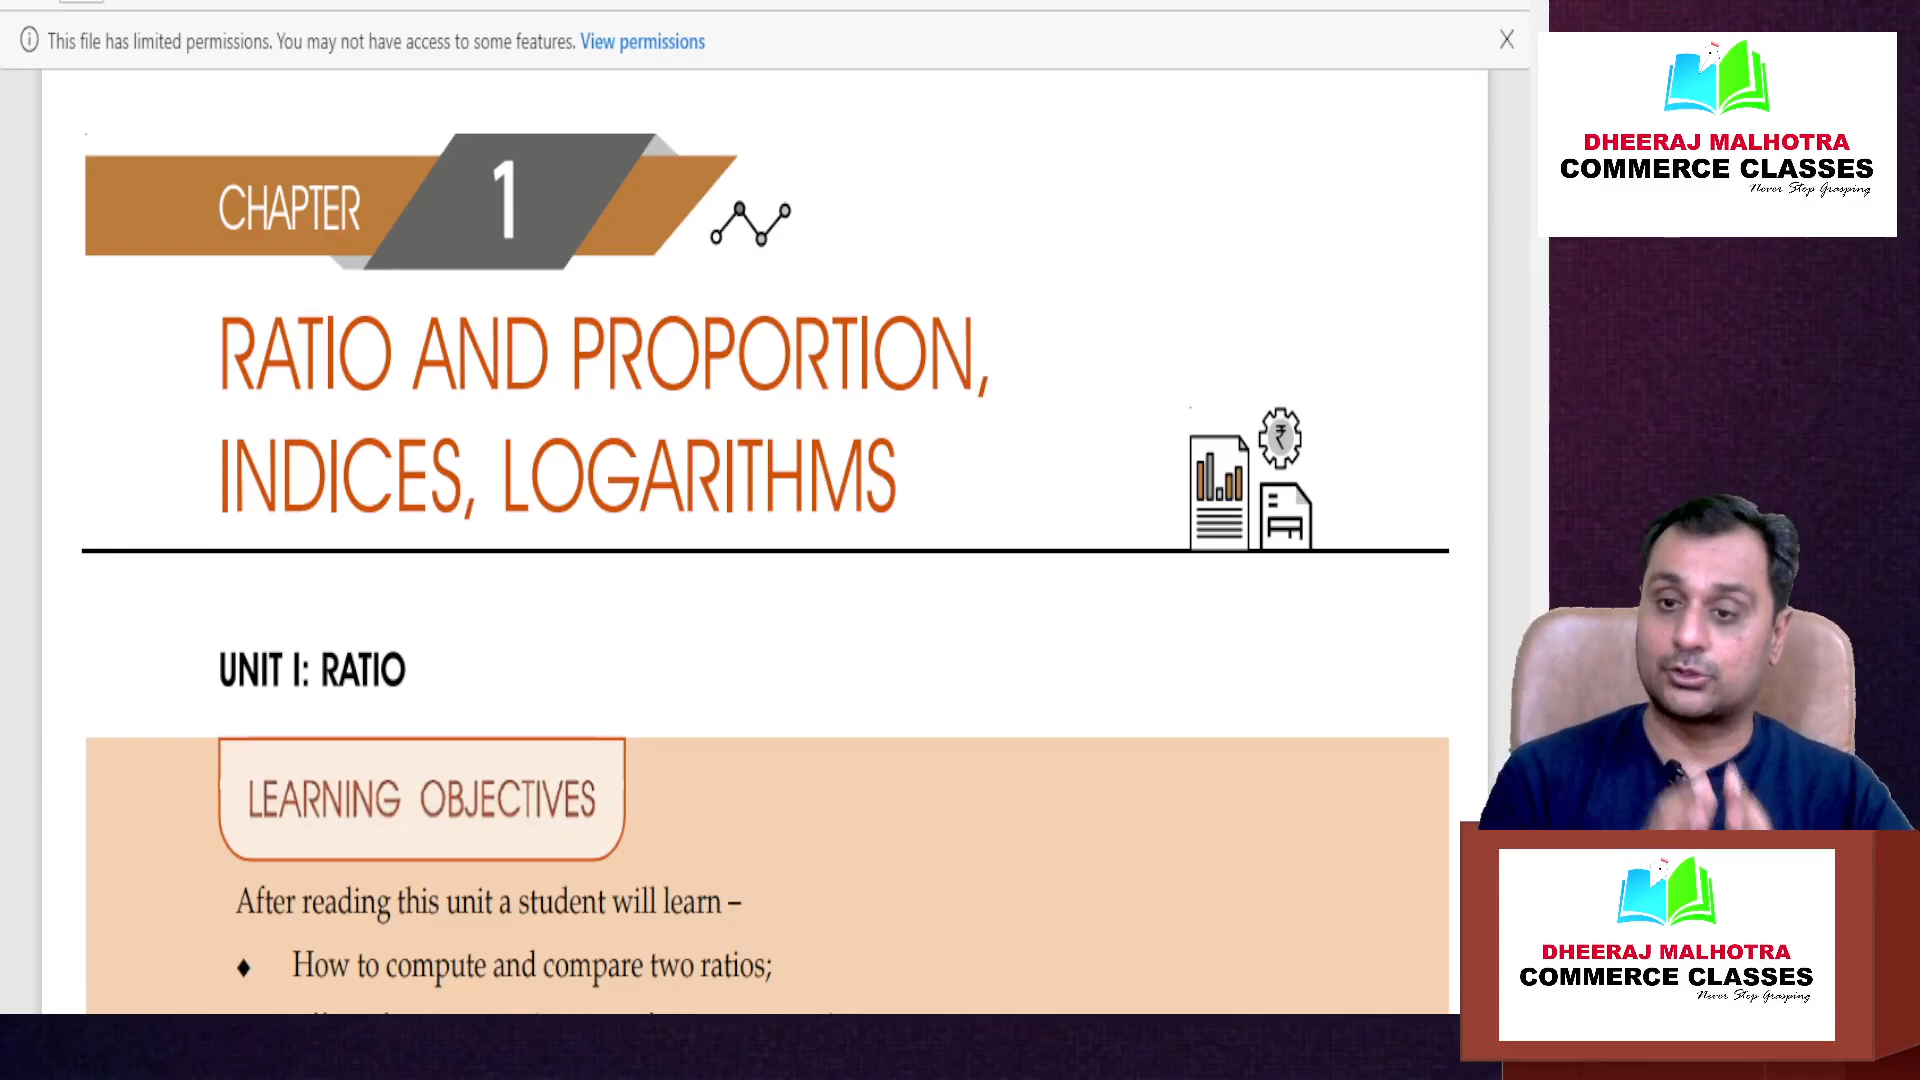 This file has limited permissions. You may not have access to some features. View permissions
CHAPTER 1
RATIO AND PROPORTION,
INDICES, LOGARITHMS
₹
UNIT I: RATIO
LEARNING OBJECTIVES
After reading this unit a student will learn –
♦ How to compute and compare two ratios;
DHEERAJ MALHOTRA
COMMERCE CLASSES
Never Stop Grasping
DHEERAJ MALHOTRA
COMMERCE CLASSES
Never Stop Grasping